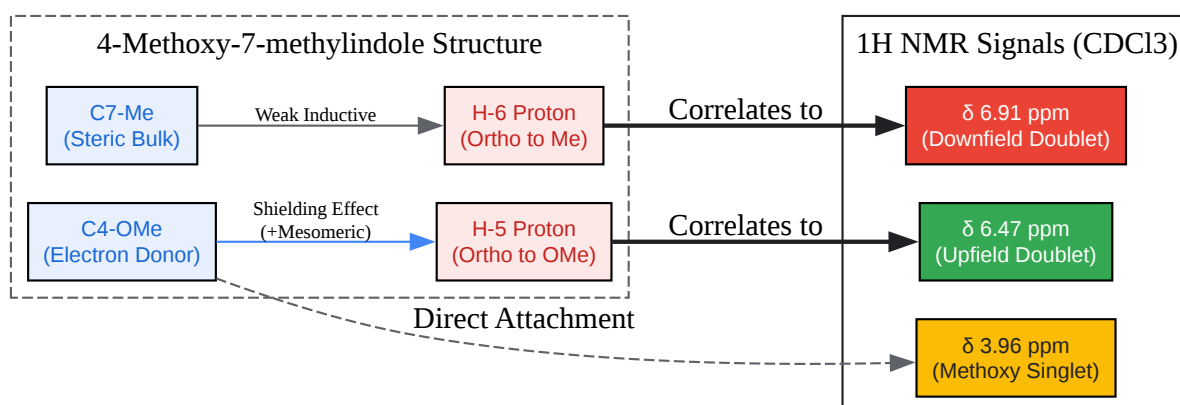 4-Methoxy-7-methylindole Structure
1H NMR Signals (CDCl3)
C7-Me
(Steric Bulk)
Weak Inductive
H-6 Proton
(Ortho to Me)
Correlates to
δ 6.91 ppm
(Downfield Doublet)
C4-OMe
(Electron Donor)
Shielding Effect
(+Mesomeric)
H-5 Proton
(Ortho to OMe)
Correlates to
δ 6.47 ppm
(Upfield Doublet)
Direct Attachment
δ 3.96 ppm
(Methoxy Singlet)